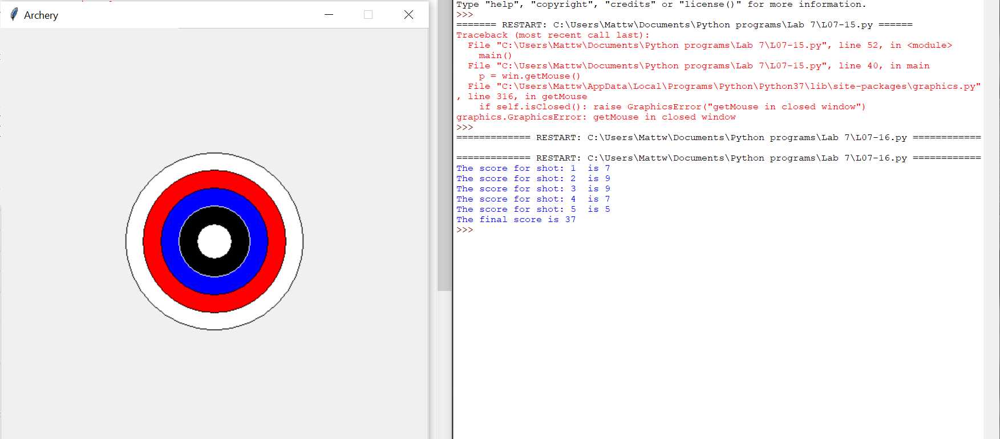 Archery
Type "help", "copyright", "credits" or "license()" for more information.
>>>
======= RESTART: C:\Users\Mattw\Documents\Python programs\Lab 7\L07-15.py ======
Traceback (most recent call last):
  File "C:\Users\Mattw\Documents\Python programs\Lab 7\L07-15.py", line 52, in <module>
    main()
  File "C:\Users\Mattw\Documents\Python programs\Lab 7\L07-15.py", line 40, in main
    p = win.getMouse()
  File "C:\Users\Mattw\AppData\Local\Programs\Python\Python37\lib\site-packages\graphics.py"
, line 316, in getMouse
    if self.isClosed(): raise GraphicsError("getMouse in closed window")
graphics.GraphicsError: getMouse in closed window
>>>
============= RESTART: C:\Users\Mattw\Documents\Python programs\Lab 7\L07-16.py ============
============= RESTART: C:\Users\Mattw\Documents\Python programs\Lab 7\L07-16.py ============
The score for shot: 1  is 7
The score for shot: 2  is 9
The score for shot: 3  is 9
The score for shot: 4  is 7
The score for shot: 5  is 5
The final score is 37
>>>